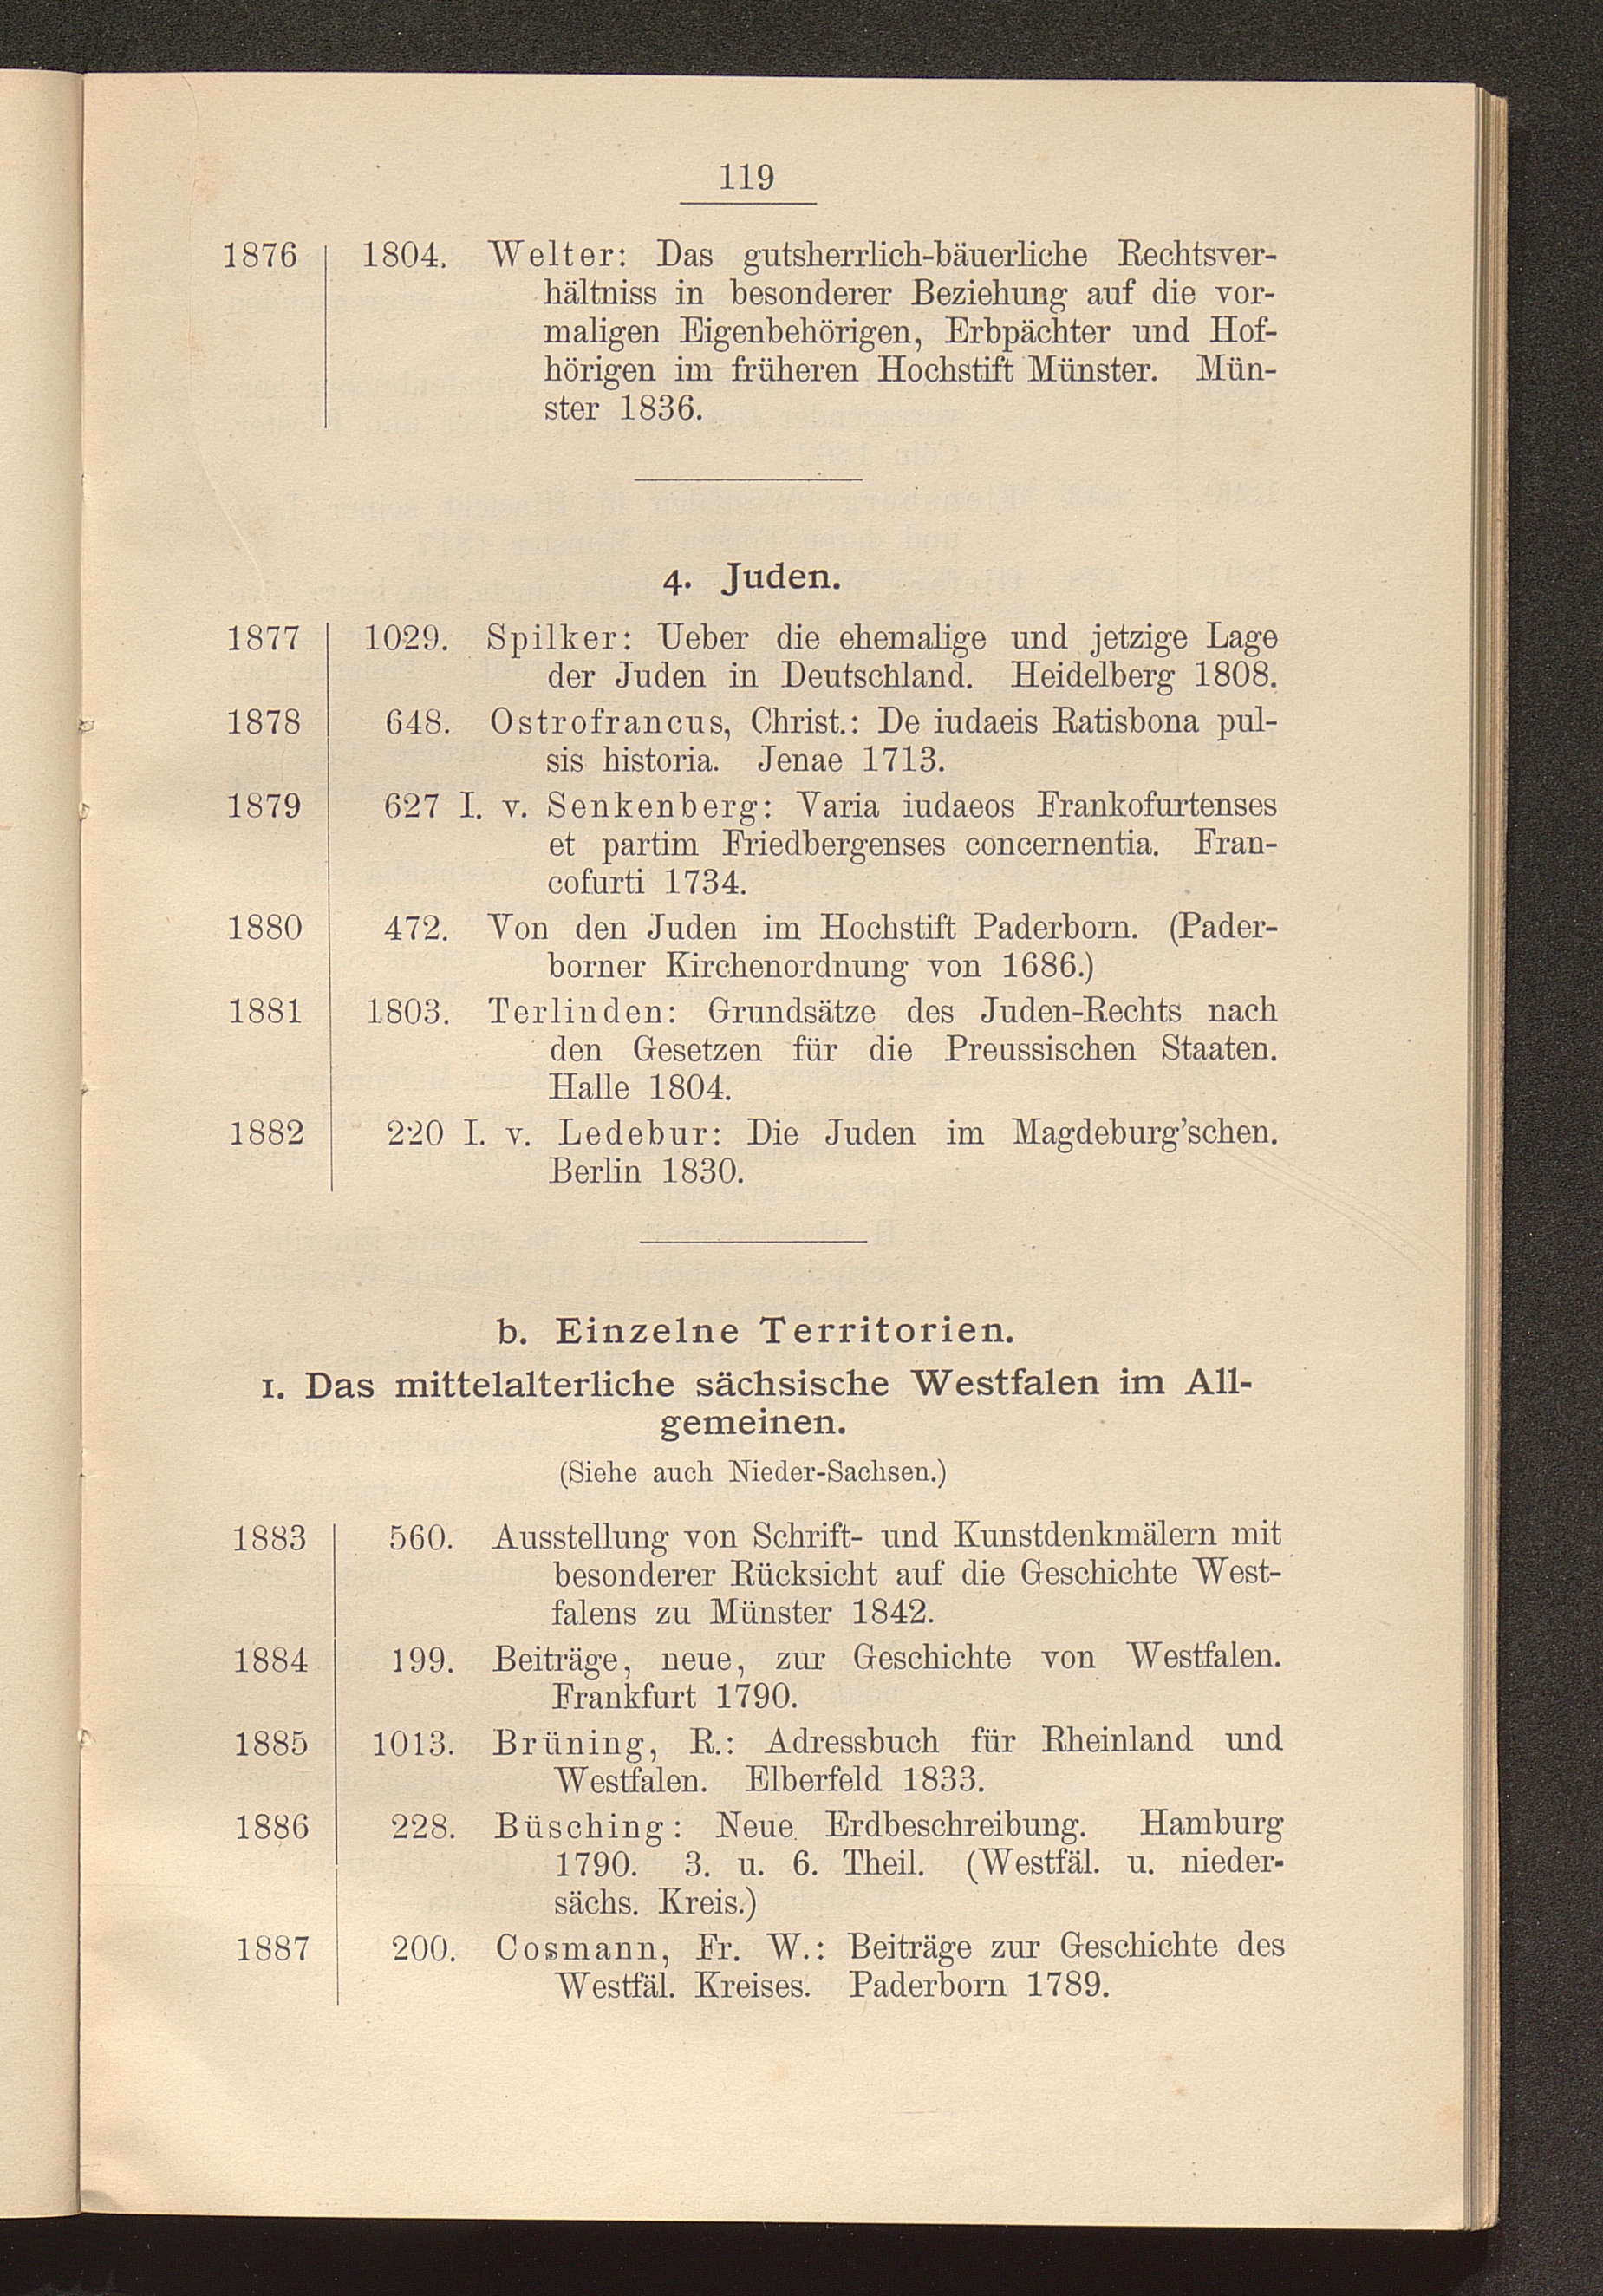 119
1876 1804. Welter: Das gutsherrlich-bäuerliche Rechtsver-
hältniss in besonderer Beziehung auf die vor-
maligen Eigenbehörigen, Erbpächter und Hof-
hörigen im früheren Hochstift Münster. Mün-
ster 1836.
4. Juden.
1877 1029. Spilker: Ueber die ehemalige und jetzige Lage
der Juden in Deutschland. Heidelberg 1808.
1878 648. Ostrofrancus, Christ.: De iudaeis Ratisbona pul-
sis historia. Jenae 1713.
1879 627 I. v. Senkenberg: Varia iudaeos Frankofurtenses
et partim Friedbergenses concernentia. Fran-
cofurti 1734.
1880 472. Von den Juden im Hochstift Paderborn. (Pader-
borner Kirchenordnung von 1686.)
1881 1803. Terlinden: Grundsätze des Juden-Rechts nach
den Gesetzen für die Preussischen Staaten.
Halle 1804.
1882 220 I. v. Ledebur: Die Juden im Magdeburg'schen.
Berlin 1830.
b. Einzelne Territorien.
1. Das mittelalterliche sächsische Westfalen im All-
gemeinen.
(Siehe auch Nieder-Sachsen.)
1883 560. Ausstellung von Schrift- und Kunstdenkmälern mit
besonderer Rücksicht auf die Geschichte West-
falens zu Münster 1842.
1884 199. Beiträge, neue, zur Geschichte von Westfalen.
Frankfurt 1790.
1885 1013. Brüning, R.: Adressbuch für Rheinland und
Westfalen. Elberfeld 1833.
1886 228. Büsching: Neue Erdbeschreibung. Hamburg
1790. 3. u. 6. Theil. (Westfäl. u. nieder-
sächs. Kreis.)
1887 200. Cosmann, Fr. W.: Beiträge zur Geschichte des
Westfäl. Kreises. Paderborn 1789.